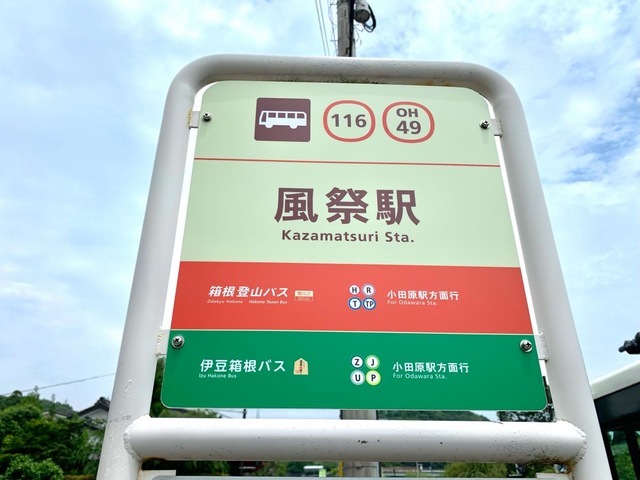 116
OH
49
風祭駅
Kazamatsuri Sta.
箱根登山バス
Odakyu Hakone Hakone Tozan Bus
H R
T TP
小田原駅方面行
For Odawara Sta.
伊豆箱根バス
Izu Hakone Bus
Z J
U P
小田原駅方面行
For Odawara Sta.